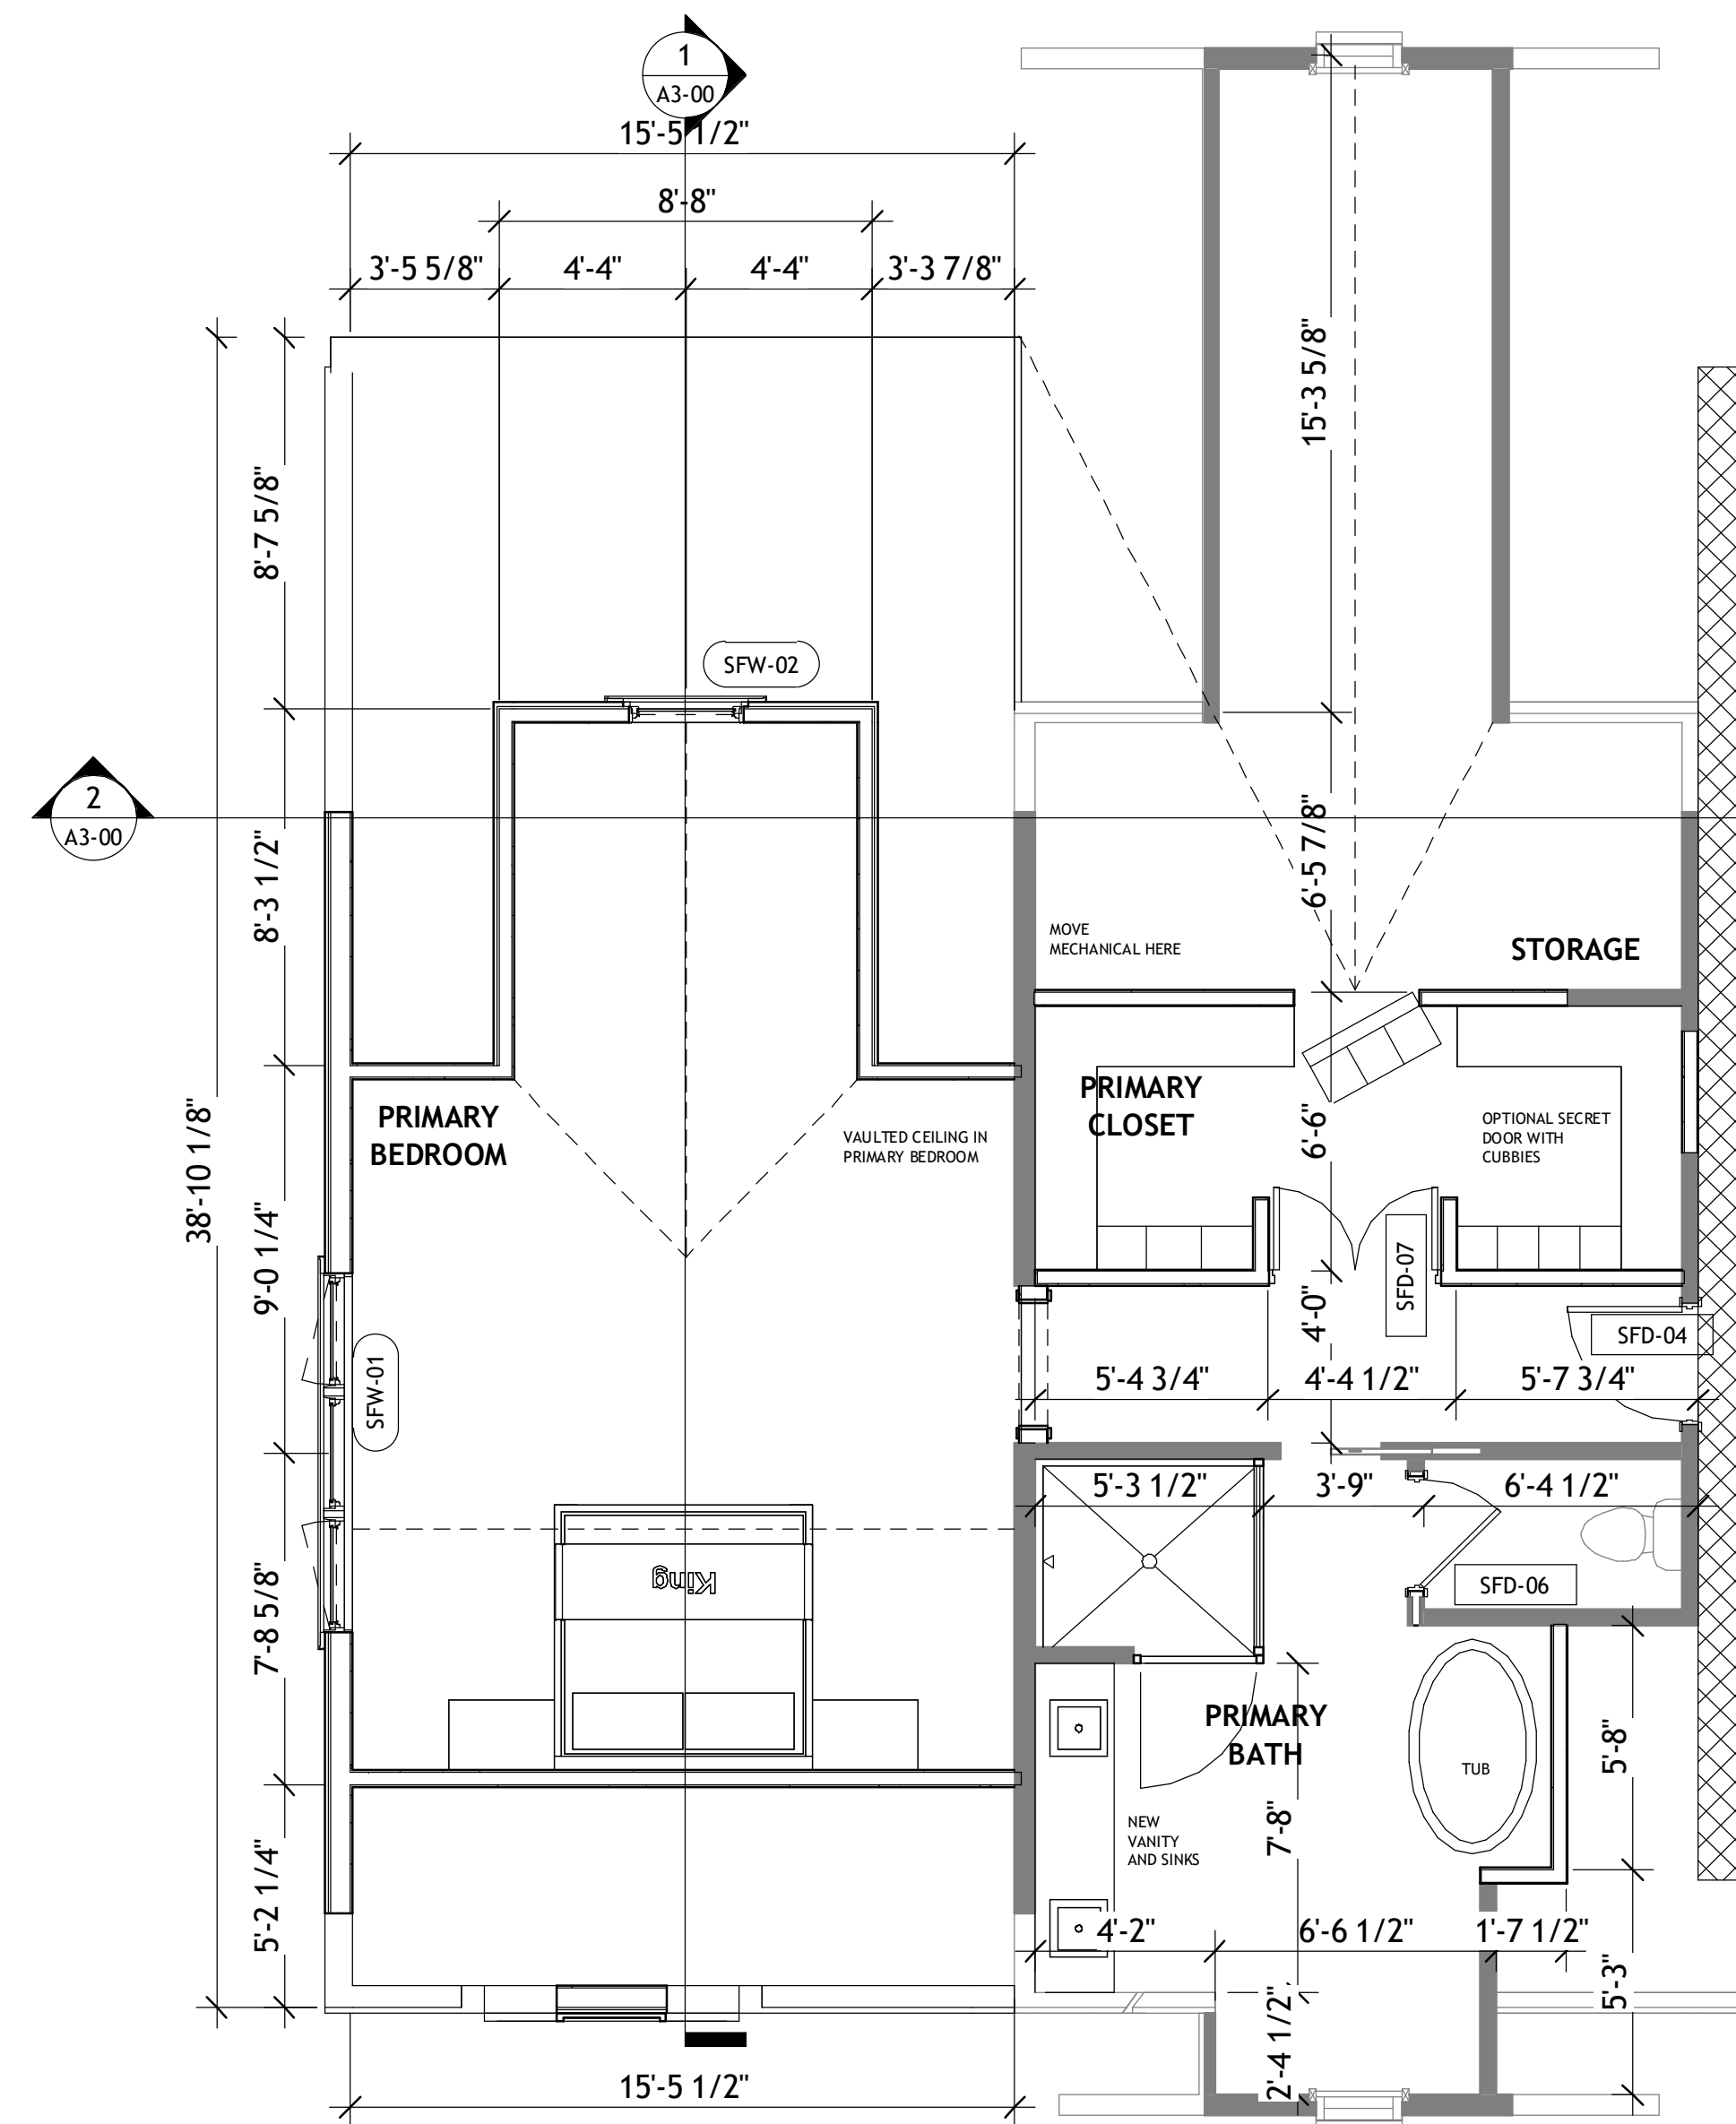 1
A3-00
15'-5 1/2"
8'-8"
3'-5 5/8"
4'-4"
4'-4"
3'-3 7/8"
15'-3 5/8"
8'-7 5/8"
SFW-02
2
A3-00
8'-3 1/2"
6'-5 7/8"
MOVE
MECHANICAL HERE
STORAGE
PRIMARY
BEDROOM
VAULTED CEILING IN
PRIMARY BEDROOM
PRIMARY
CLOSET
6'-6"
OPTIONAL SECRET
DOOR WITH
CUBBIES
38'-10 1/8"
9'-0 1/4"
SFW-01
SFD-07
4'-0"
SFD-04
5'-4 3/4"
4'-4 1/2"
5'-7 3/4"
5'-3 1/2"
3'-9"
6'-4 1/2"
King
SFD-06
7'-8 5/8"
PRIMARY
BATH
5'-8"
TUB
NEW
VANITY
AND SINKS
7'-8"
5'-2 1/4"
4'-2"
6'-6 1/2"
1'-7 1/2"
5'-3"
2'-4 1/2"
15'-5 1/2"